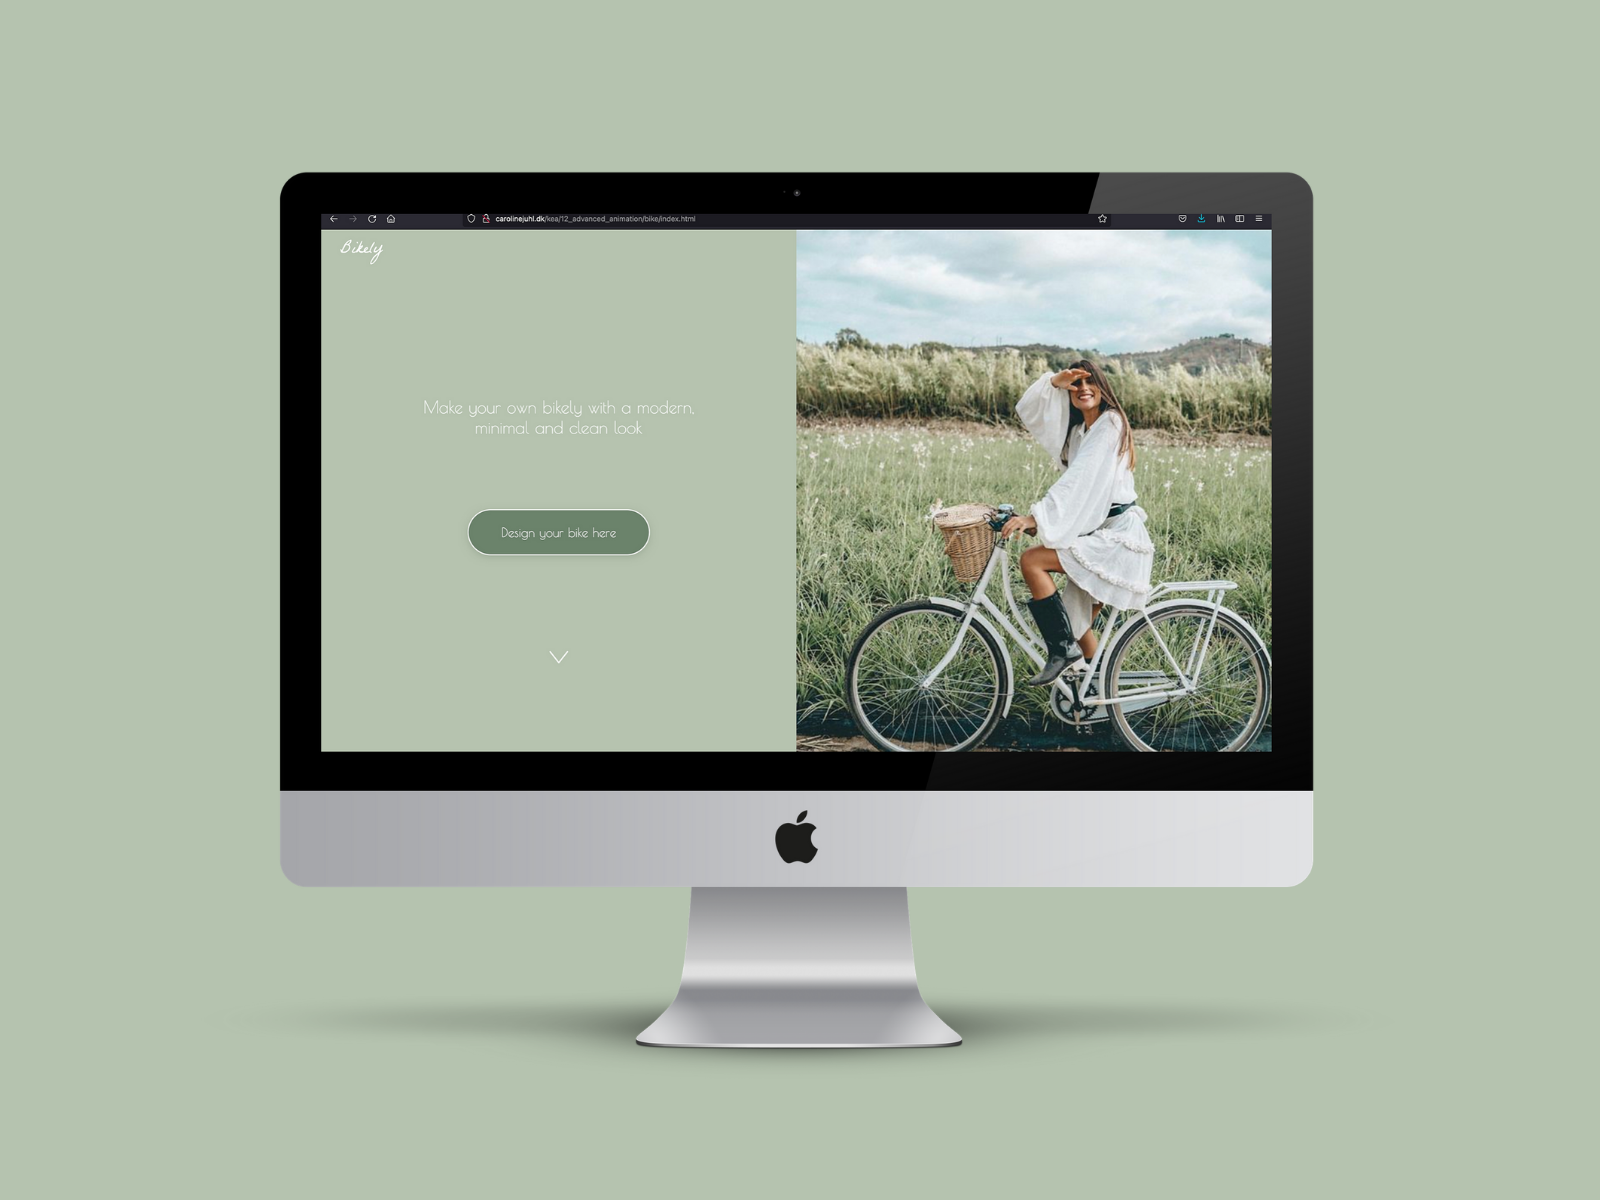 carolinejuhl.dk/kea/12_advanced_animation/bike/index.html
Bikely
Make your own bikely with a modern,
minimal and clean look
Design your bike here